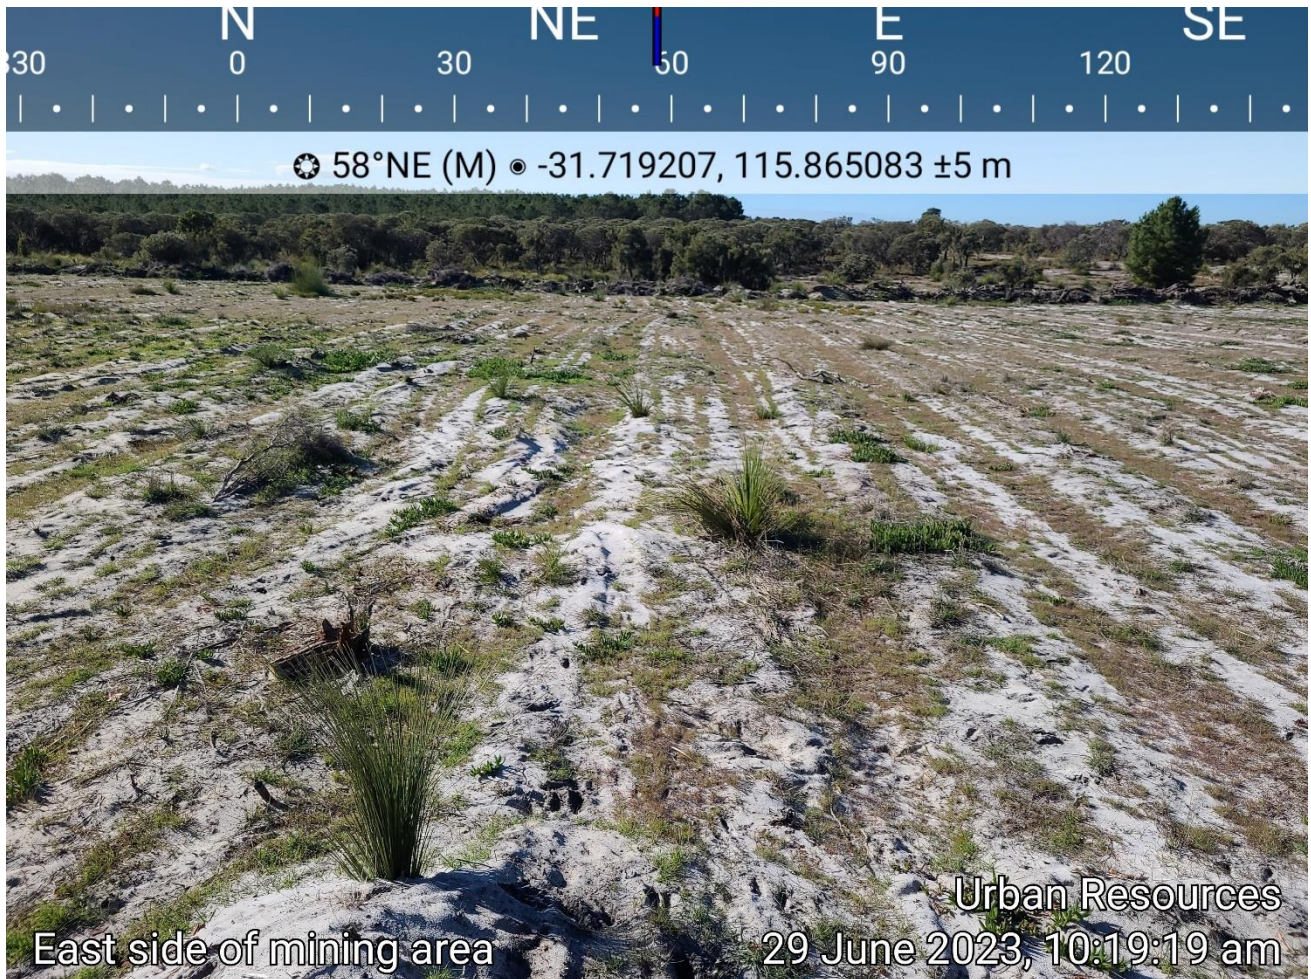 N NE E SE
330 0 30 60 90 120
58°NE (M) -31.719207, 115.865083 ±5 m
Urban Resources
East side of mining area 29 June 2023, 10:19:19 am